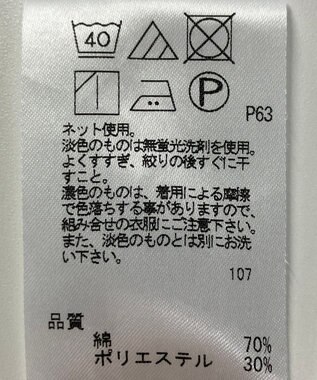 40
P
P63
ネット使用。
淡色のものは無蛍光洗剤を使用。
よくすすぎ、絞りの後すぐに干
すこと。
濃色のものは、着用による摩擦
で色落ちする事がありますので、
組み合せの衣服にご注意下さい。
また、淡色のものとは別にお洗
い下さい。
107
品質
綿 70%
ポリエステル 30%